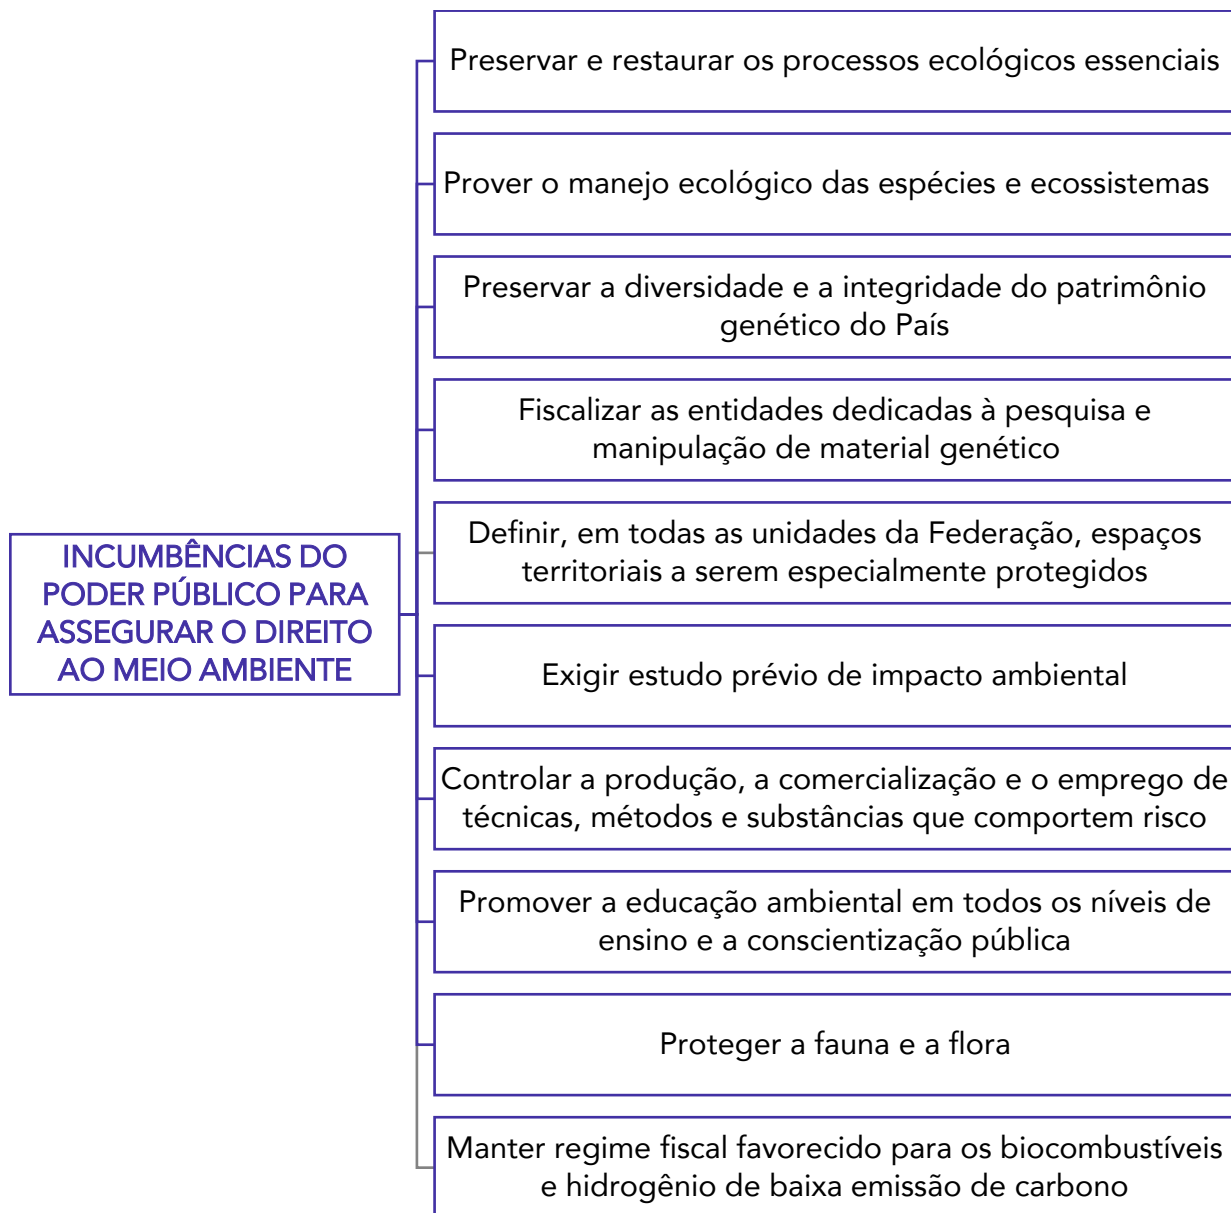 Preservar e restaurar os processos ecológicos essenciais
Prover o manejo ecológico das espécies e ecossistemas
Preservar a diversidade e a integridade do patrimônio
genético do País
Fiscalizar as entidades dedicadas à pesquisa e
manipulação de material genético
Definir, em todas as unidades da Federação, espaços
territoriais a serem especialmente protegidos
INCUMBÊNCIAS DO
PODER PÚBLICO PARA
ASSEGURAR O DIREITO
AO MEIO AMBIENTE
Exigir estudo prévio de impacto ambiental
Controlar a produção, a comercialização e o emprego de
técnicas, métodos e substâncias que comportem risco
Promover a educação ambiental em todos os níveis de
ensino e a conscientização pública
Proteger a fauna e a flora
Manter regime fiscal favorecido para os biocombustíveis
e hidrogênio de baixa emissão de carbono